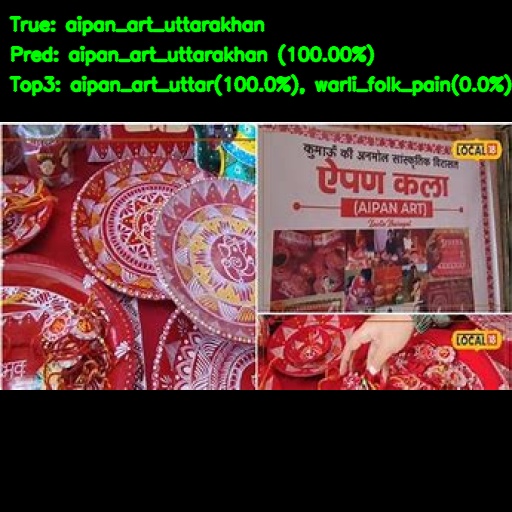 True: aipan_art_uttarakhan
Pred: aipan_art_uttarakhan (100.00%)
Top3: aipan_art_uttar(100.0%), warli_folk_pain(0.0%)
LOCAL 18
कुमाऊँ की अनमोल सांस्कृतिक विरासत
ऐपण कला
(AIPAN ART)
LOCAL 18